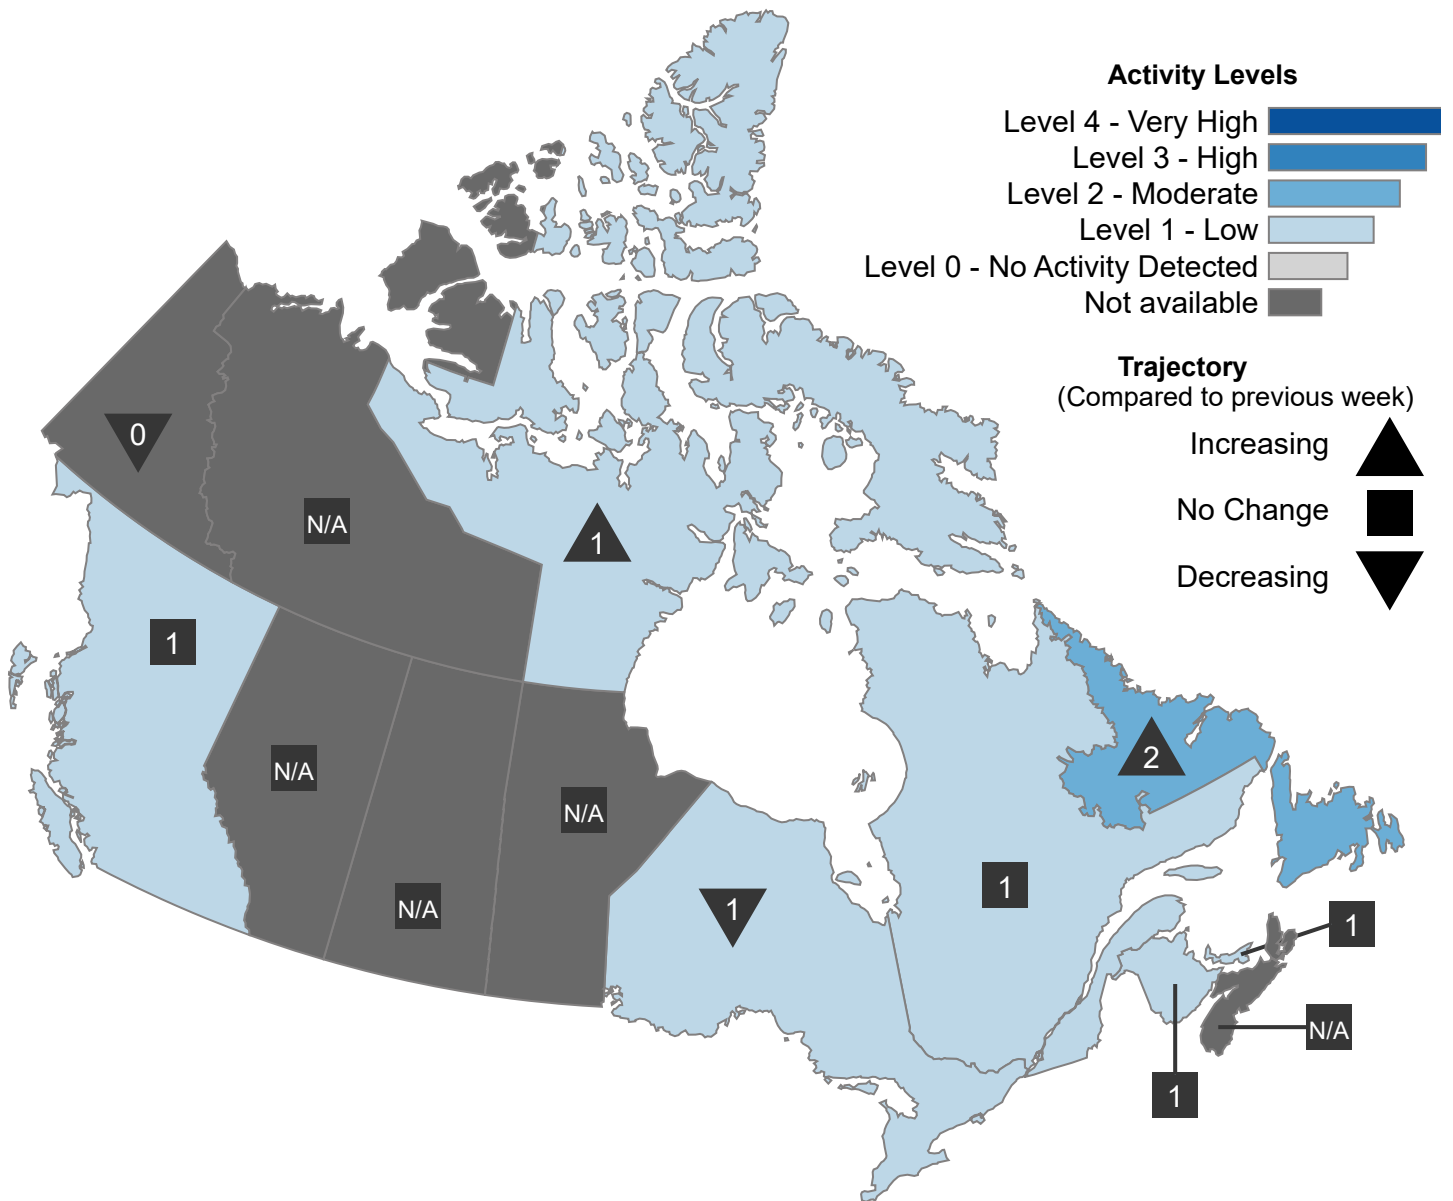 Activity Levels
Level 4 - Very High
Level 3 - High
Level 2 - Moderate
Level 1 - Low
Level 0 - No Activity Detected
Not available
Trajectory
(Compared to previous week)
Increasing
No Change
Decreasing
0
N/A
1
1
N/A
N/A
N/A
1
2
1
1
N/A
1